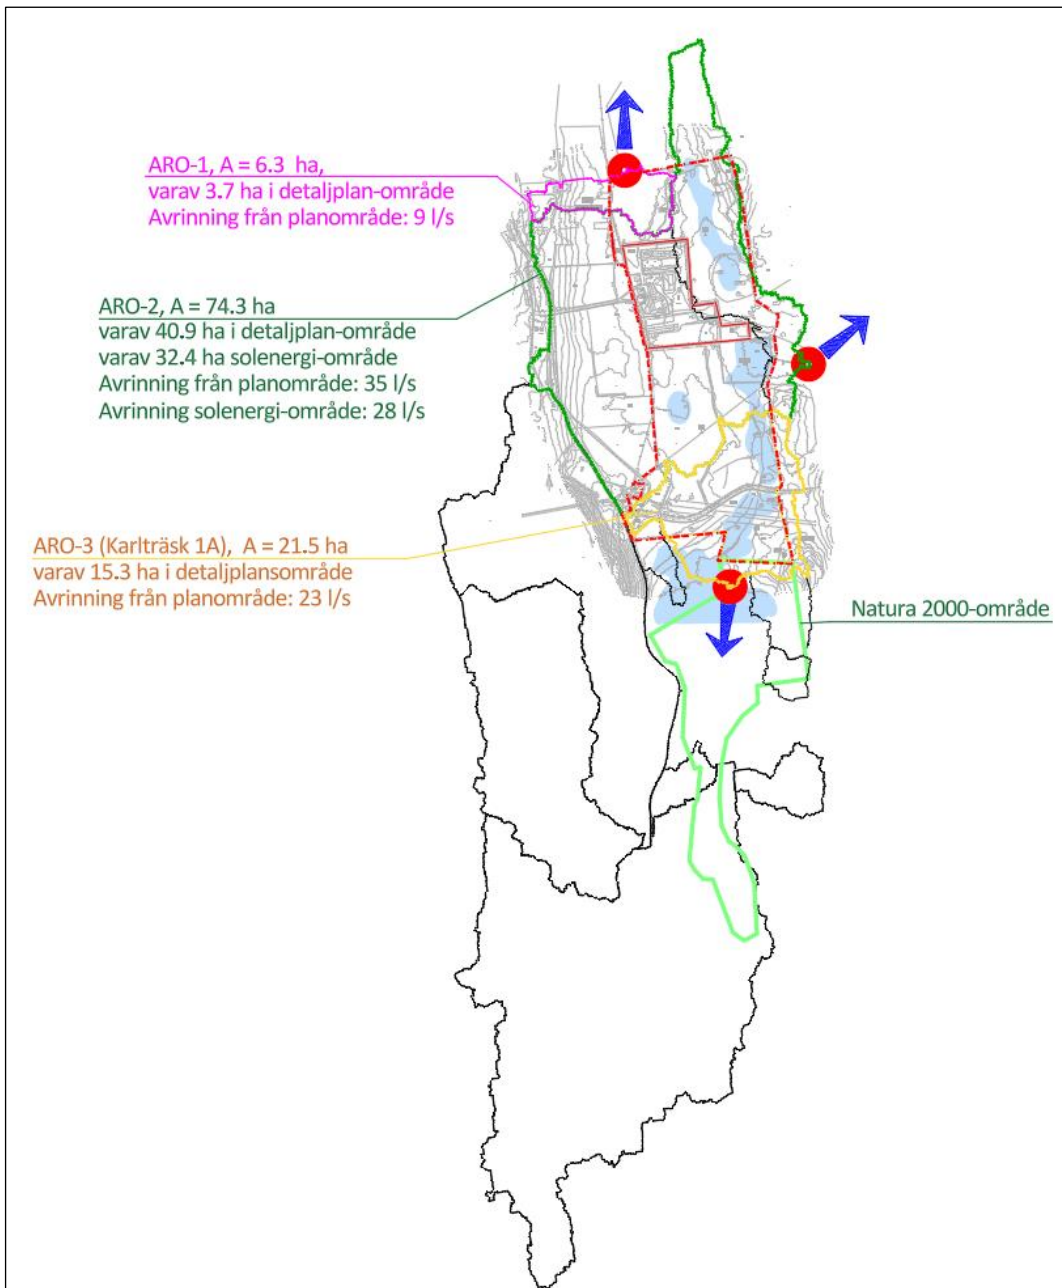 ARO-1, A = 6.3 ha,
varav 3.7 ha i detaljplan-område
Avrinning från planområde: 9 l/s
ARO-2, A = 74.3 ha
varav 40.9 ha i detaljplan-område
varav 32.4 ha solenergi-område
Avrinning från planområde: 35 l/s
Avrinning solenergi-område: 28 l/s
ARO-3 (Karlträsk 1A), A = 21.5 ha
varav 15.3 ha i detaljplansområde
Avrinning från planområde: 23 l/s
Natura 2000-område